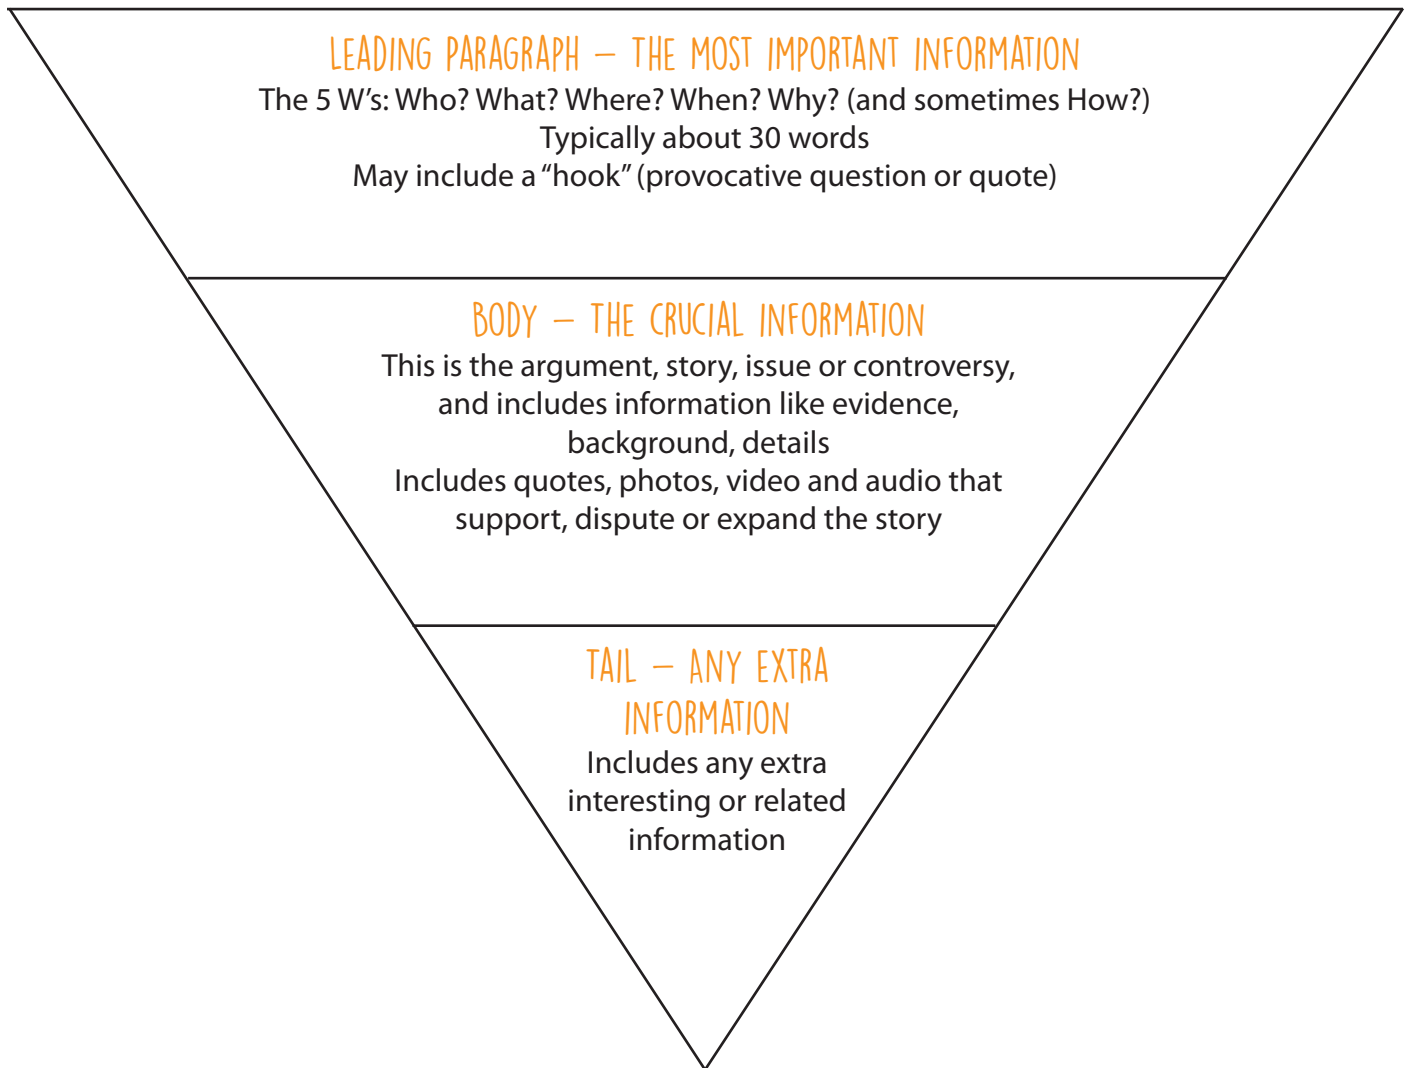 LEADING PARAGRAPH – THE MOST IMPORTANT INFORMATION
The 5 W's: Who? What? Where? When? Why? (and sometimes How?)
Typically about 30 words
May include a “hook” (provocative question or quote)
BODY – THE CRUCIAL INFORMATION
This is the argument, story, issue or controversy,
and includes information like evidence,
background, details
Includes quotes, photos, video and audio that
support, dispute or expand the story
TAIL – ANY EXTRA
INFORMATION
Includes any extra
interesting or related
information